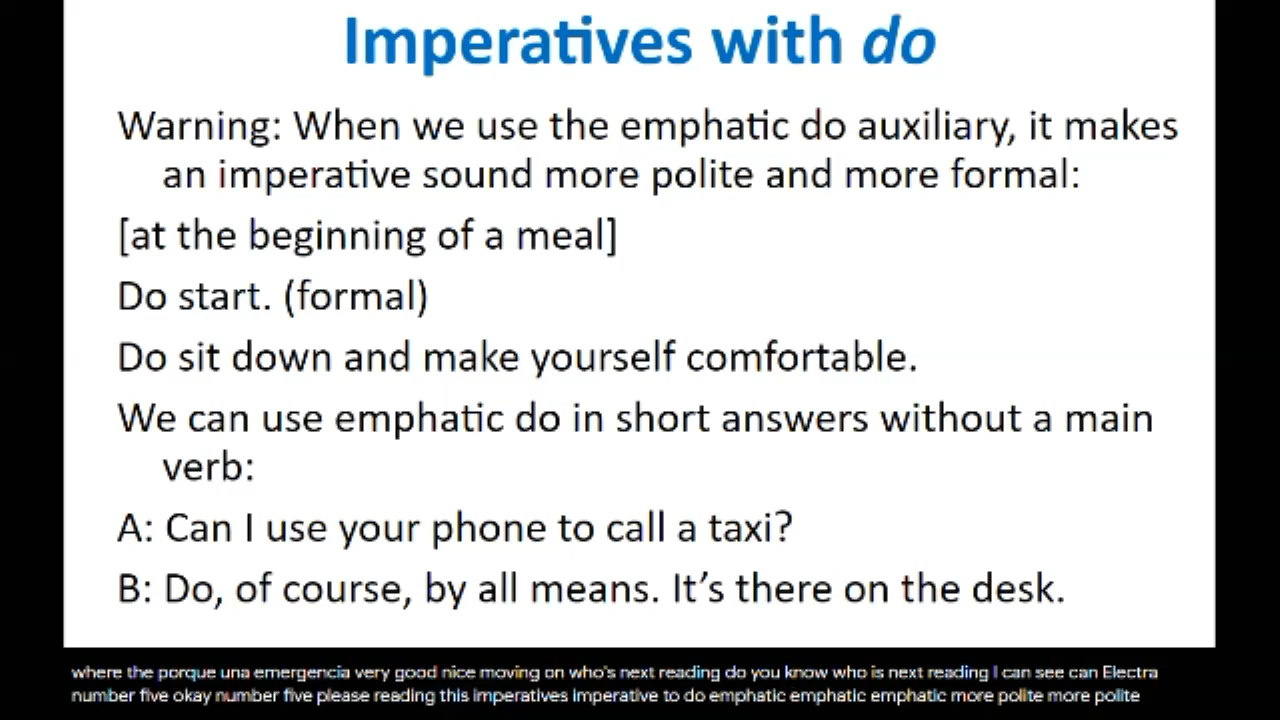 Imperatives with do
Warning: When we use the emphatic do auxiliary, it makes
an imperative sound more polite and more formal:
[at the beginning of a meal]
Do start. (formal)
Do sit down and make yourself comfortable.
We can use emphatic do in short answers without a main
verb:
A: Can I use your phone to call a taxi?
B: Do, of course, by all means. It's there on the desk.
where the porque una emergencia very good nice moving on who's next reading do you know who is next reading I can see can Electra
number five okay number five please reading this imperatives imperative to do emphatic emphatic emphatic more polite more polite